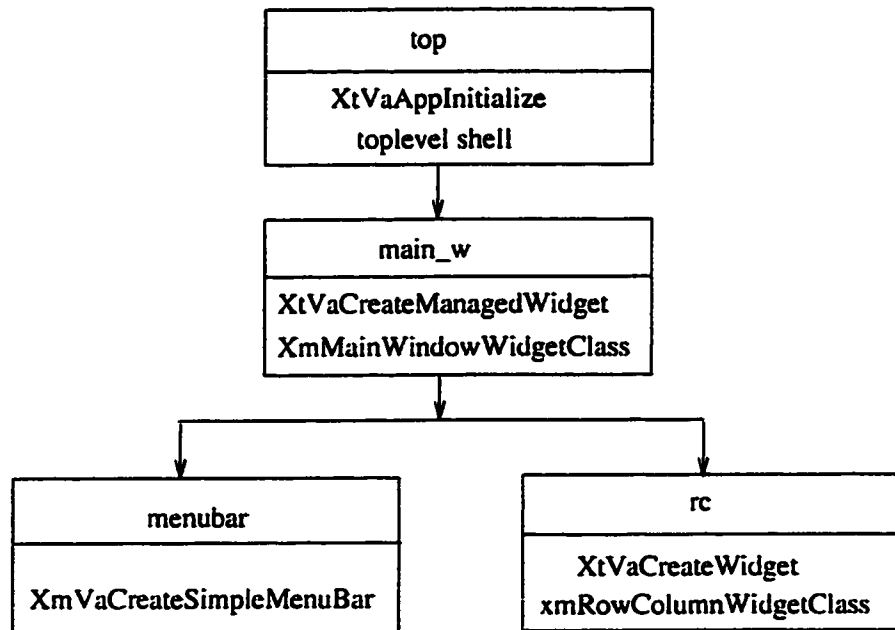 top
XtVaAppInitialize
toplevel shell
main_w
XtVaCreateManagedWidget
XmMainWindowWidgetClass
menubar
XmVaCreateSimpleMenuBar
rc
XtVaCreateWidget
xmRowColumnWidgetClass